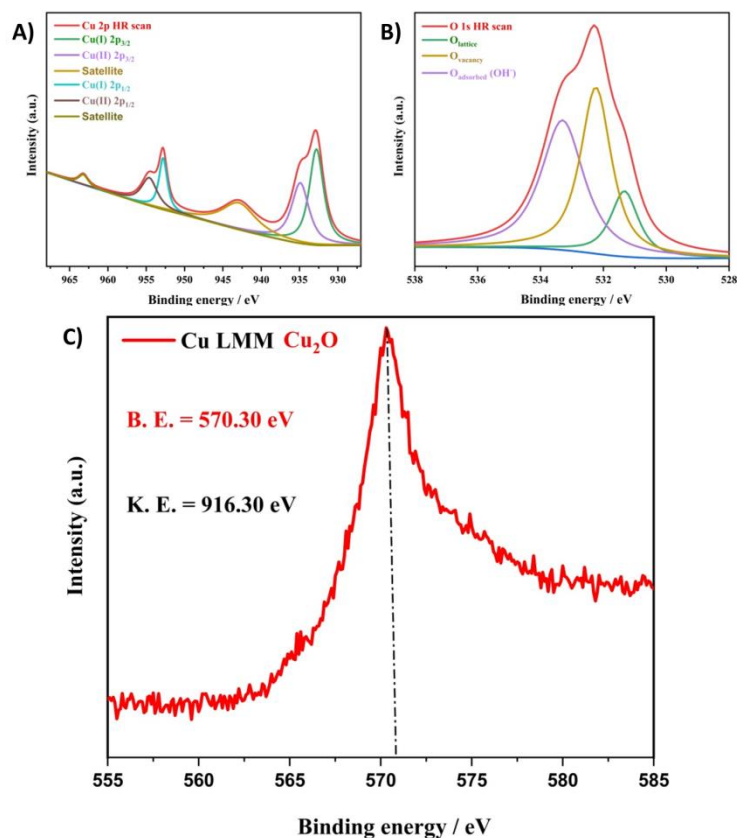 A)
Cu 2p HR scan
Cu(I) 2p3/2
Cu(II) 2p3/2
Satellite
Cu(I) 2p1/2
Cu(II) 2p1/2
Satellite
Intensity (a.u.)
965 960 955 950 945 940 935 930
Binding energy / eV
B)
O 1s HR scan
Olattice
Ovacancy
Oadsorbed (OH-)
Intensity (a.u.)
538 536 534 532 530 528
Binding energy / eV
C)
Cu LMM Cu2O
B. E. = 570.30 eV
K. E. = 916.30 eV
Intensity (a.u.)
555 560 565 570 575 580 585
Binding energy / eV